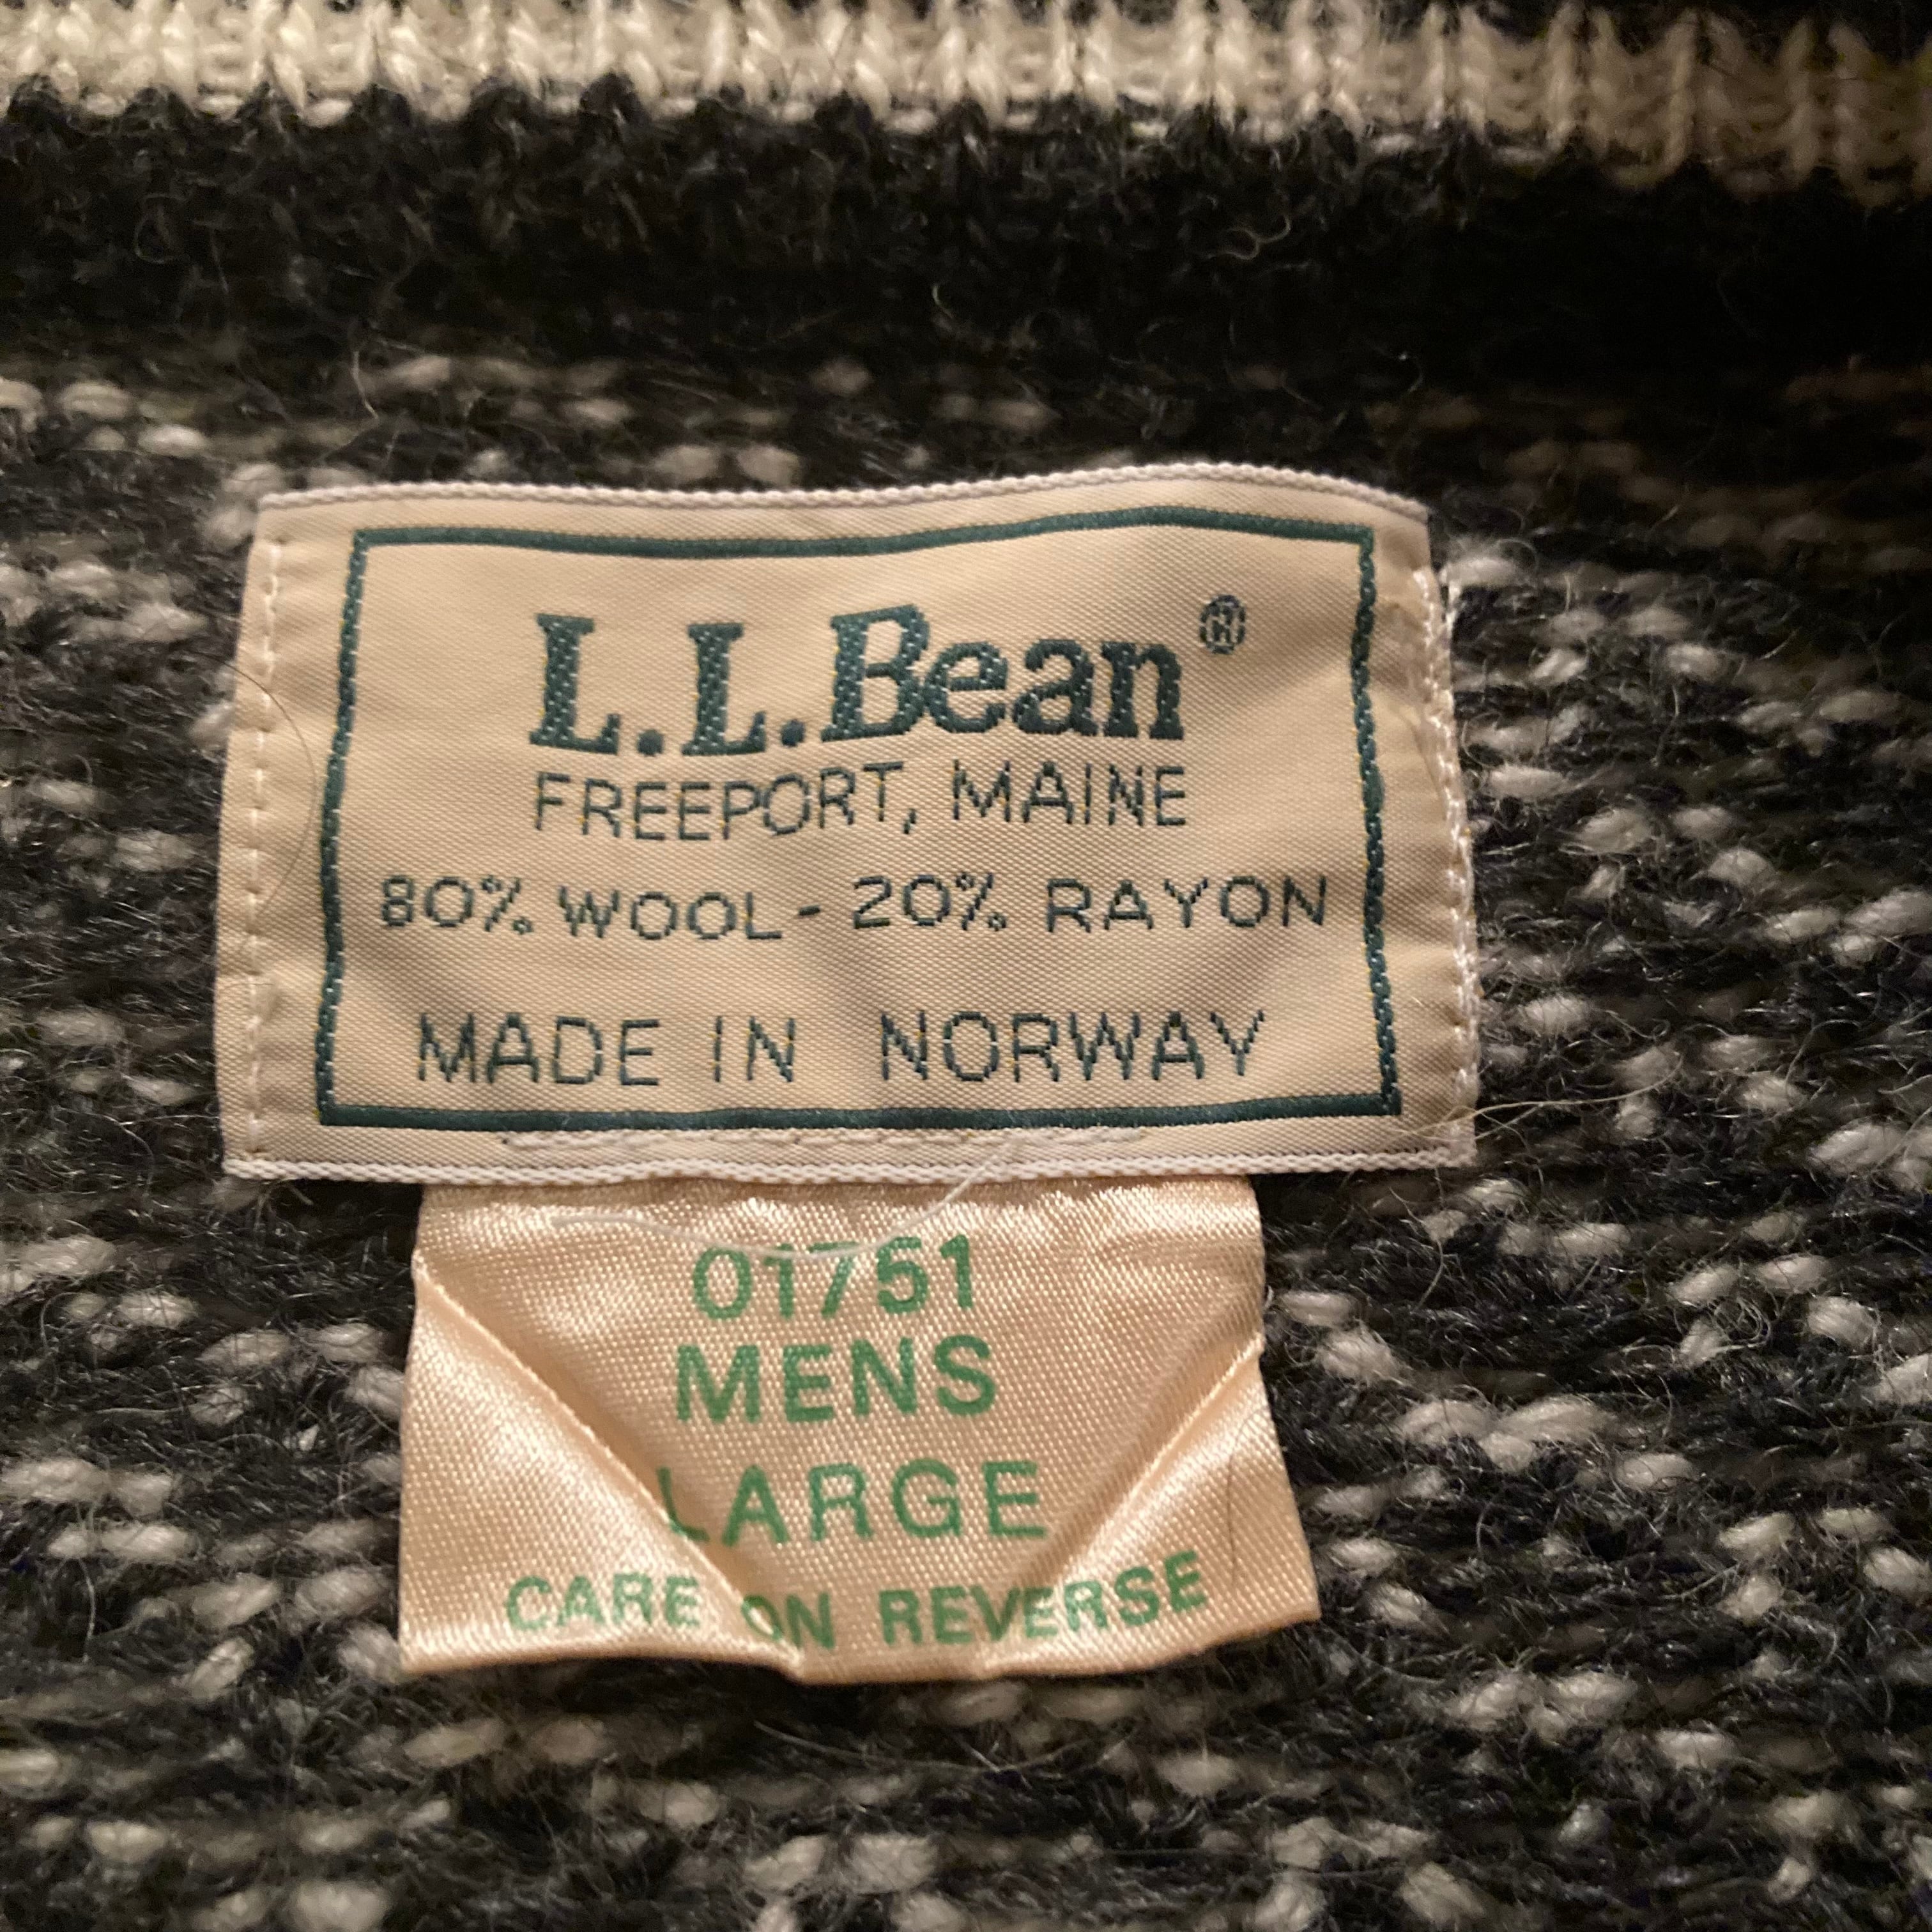 L.L.Bean®
FREEPORT, MAINE
80% WOOL - 20% RAYON
MADE IN NORWAY
01751
MENS
LARGE
CARE ON REVERSE